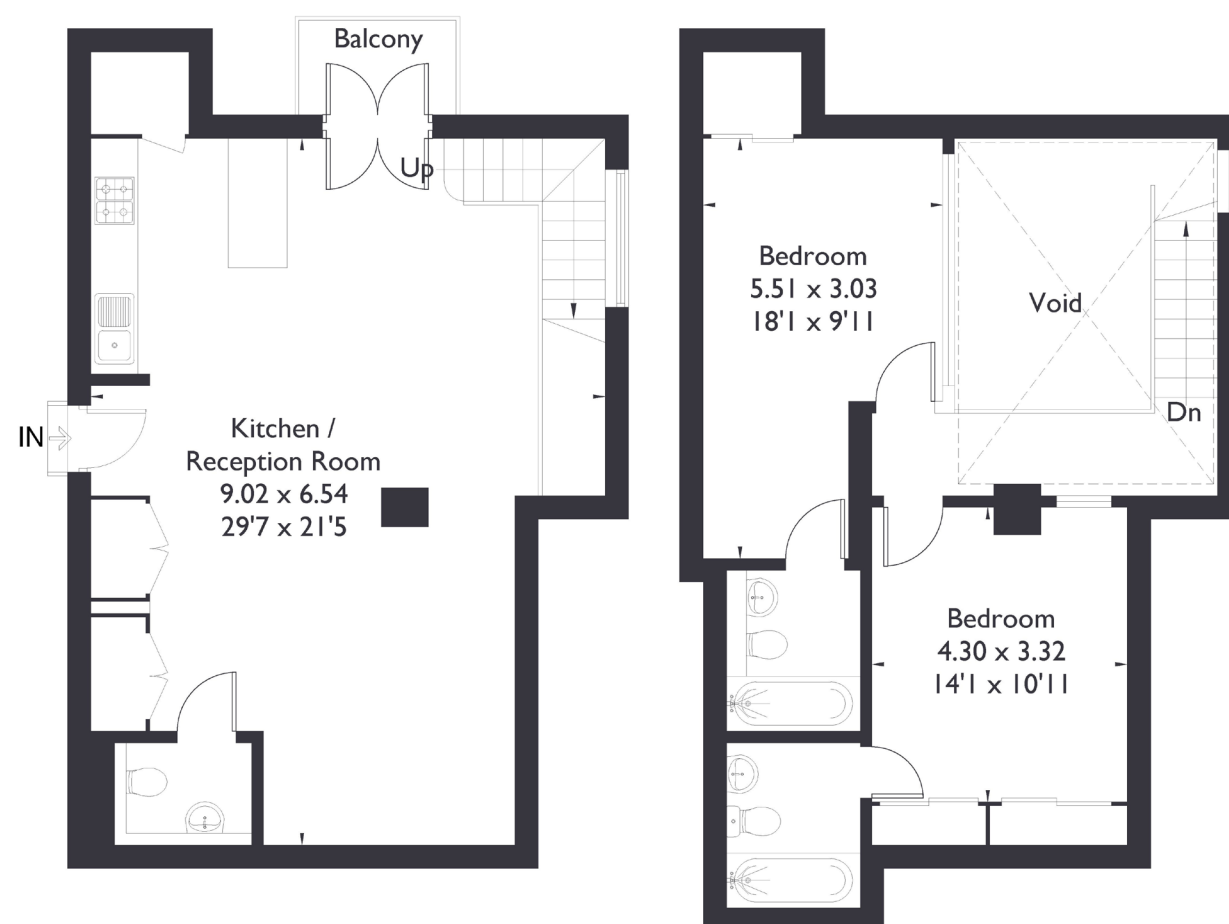 Balcony
Up
IN
Kitchen /
Reception Room
9.02 x 6.54
29'7 x 21'5
Bedroom
5.51 x 3.03
18'1 x 9'11
Void
Dn
Bedroom
4.30 x 3.32
14'1 x 10'11